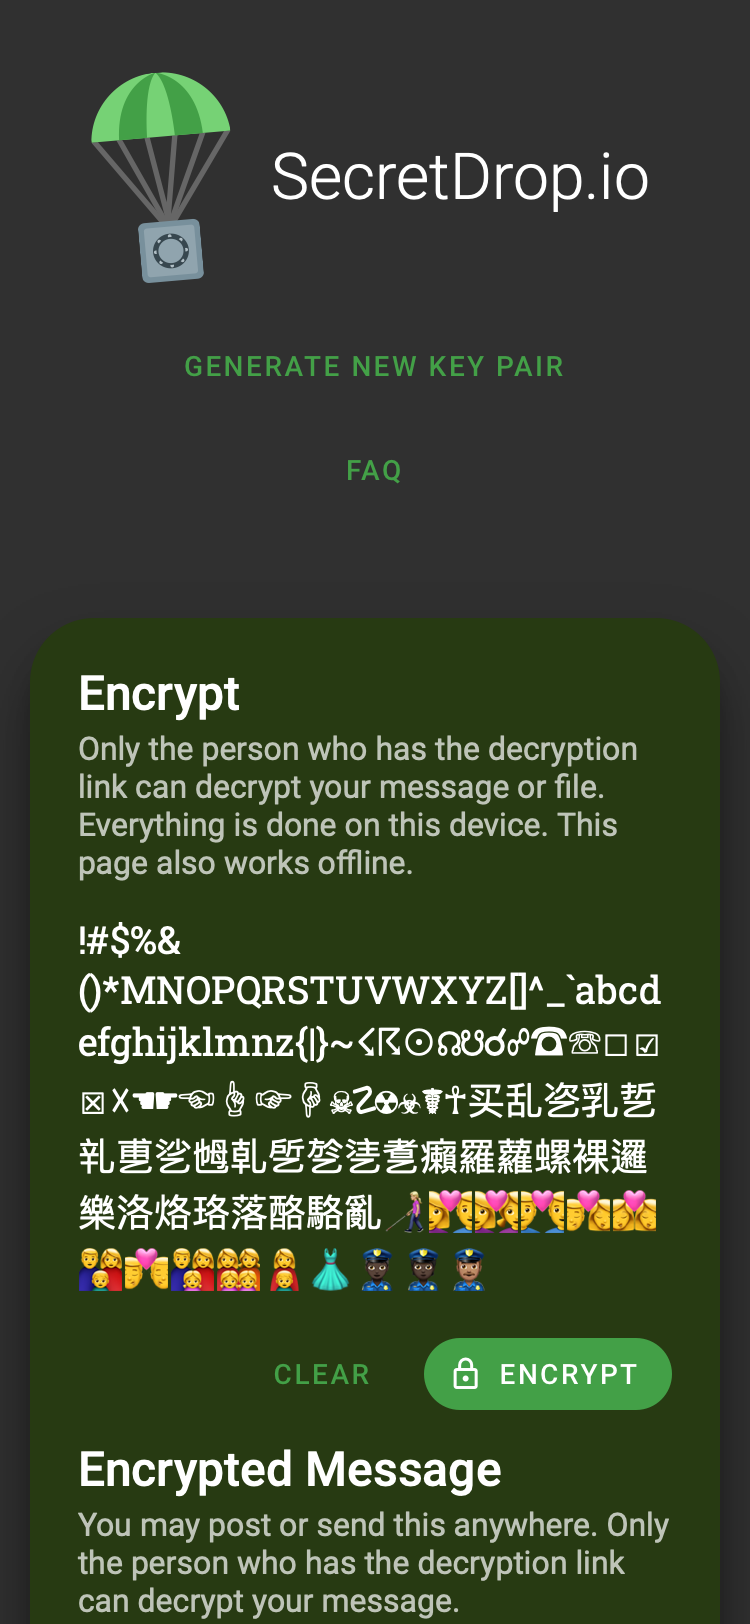 SecretDrop.io
GENERATE NEW KEY PAIR
FAQ
Encrypt
Only the person who has the decryption
link can decrypt your message or file.
Everything is done on this device. This
page also works offline.
!#$%&
()*MNOPQRSTUVWXYZ[]^_`abcd
efghijklmnz{|}~☇☈☉☊☋☌☍☎☏☐☑
☒☓☚☛☜☝☞☟☠☡☢☣☤☥买乱乲乳乴
乵乶乷乸乹乺乻乼乽癩羅蘿螺裸邏
樂洛烙珞落酪駱亂👩🏼‍🦯👩‍❤️‍👨👩‍❤️‍👩👨‍❤️‍👨
👨‍👩‍👦👨‍👩‍👧👩‍👩‍👧‍👧👩‍👦👗👮🏿👮🏿👮🏽
CLEAR
ENCRYPT
Encrypted Message
You may post or send this anywhere. Only
the person who has the decryption link
can decrypt your message.